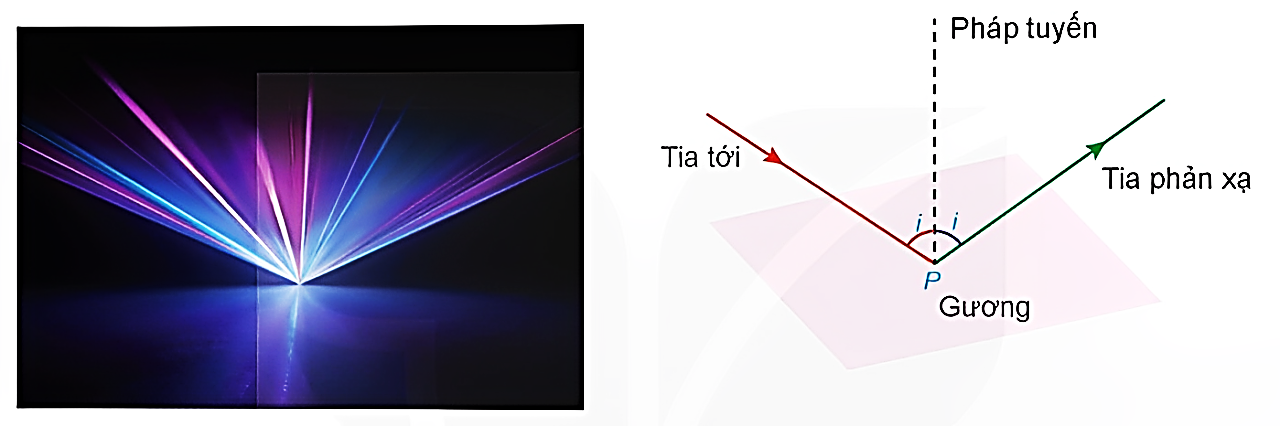 Pháp tuyến
Tia tới
Tia phản xạ
i
i
P
Gương